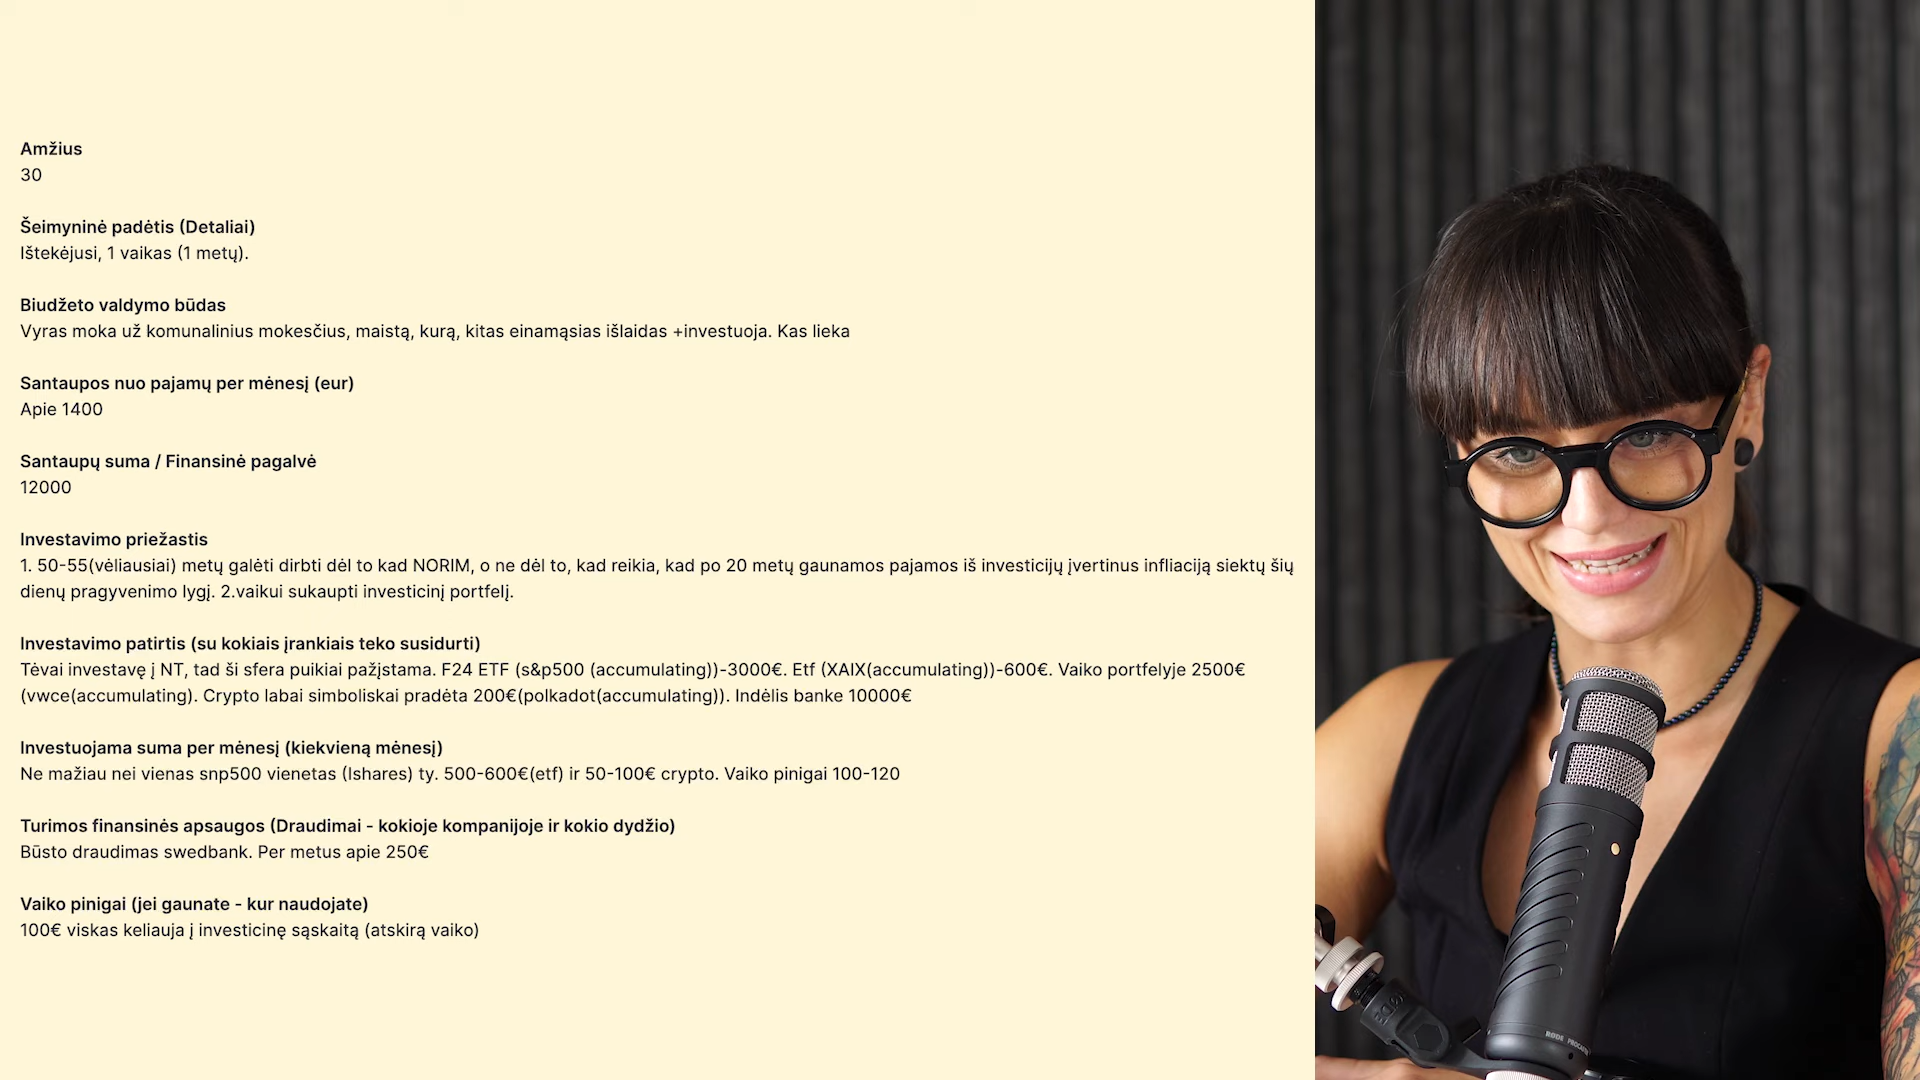 Amžius
30
Šeimyninė padėtis (Detaliai)
Ištekėjusi, 1 vaikas (1 metų).
Biudžeto valdymo būdas
Vyras moka už komunalinius mokesčius, maistą, kurą, kitas einamąsias išlaidas +investuoja. Kas lieka
Santaupos nuo pajamų per mėnesį (eur)
Apie 1400
Santaupų suma / Finansinė pagalvė
12000
Investavimo priežastis
1. 50-55(vėliausiai) metų galėti dirbti dėl to kad NORIM, o ne dėl to, kad reikia, kad po 20 metų gaunamos pajamos iš investicijų įvertinus infliaciją siektų šių
dienų pragyvenimo lygį. 2.vaikui sukaupti investicinį portfelį.
Investavimo patirtis (su kokiais įrankiais teko susidurti)
Tėvai investavę į NT, tad ši sfera puikiai pažįstama. F24 ETF (s&p500 (accumulating))-3000€. Etf (XAIX(accumulating))-600€. Vaiko portfelyje 2500€
(vwce(accumulating). Crypto labai simboliskai pradėta 200€(polkadot(accumulating)). Indėlis banke 10000€
Investuojama suma per mėnesį (kiekvieną mėnesį)
Ne mažiau nei vienas snp500 vienetas (Ishares) ty. 500-600€(etf) ir 50-100€ crypto. Vaiko pinigai 100-120
Turimos finansinės apsaugos (Draudimai - kokioje kompanijoje ir kokio dydžio)
Būsto draudimas swedbank. Per metus apie 250€
Vaiko pinigai (jei gaunate - kur naudojate)
100€ viskas keliauja į investicinę sąskaitą (atskirą vaiko)
RØDE PROCASTER